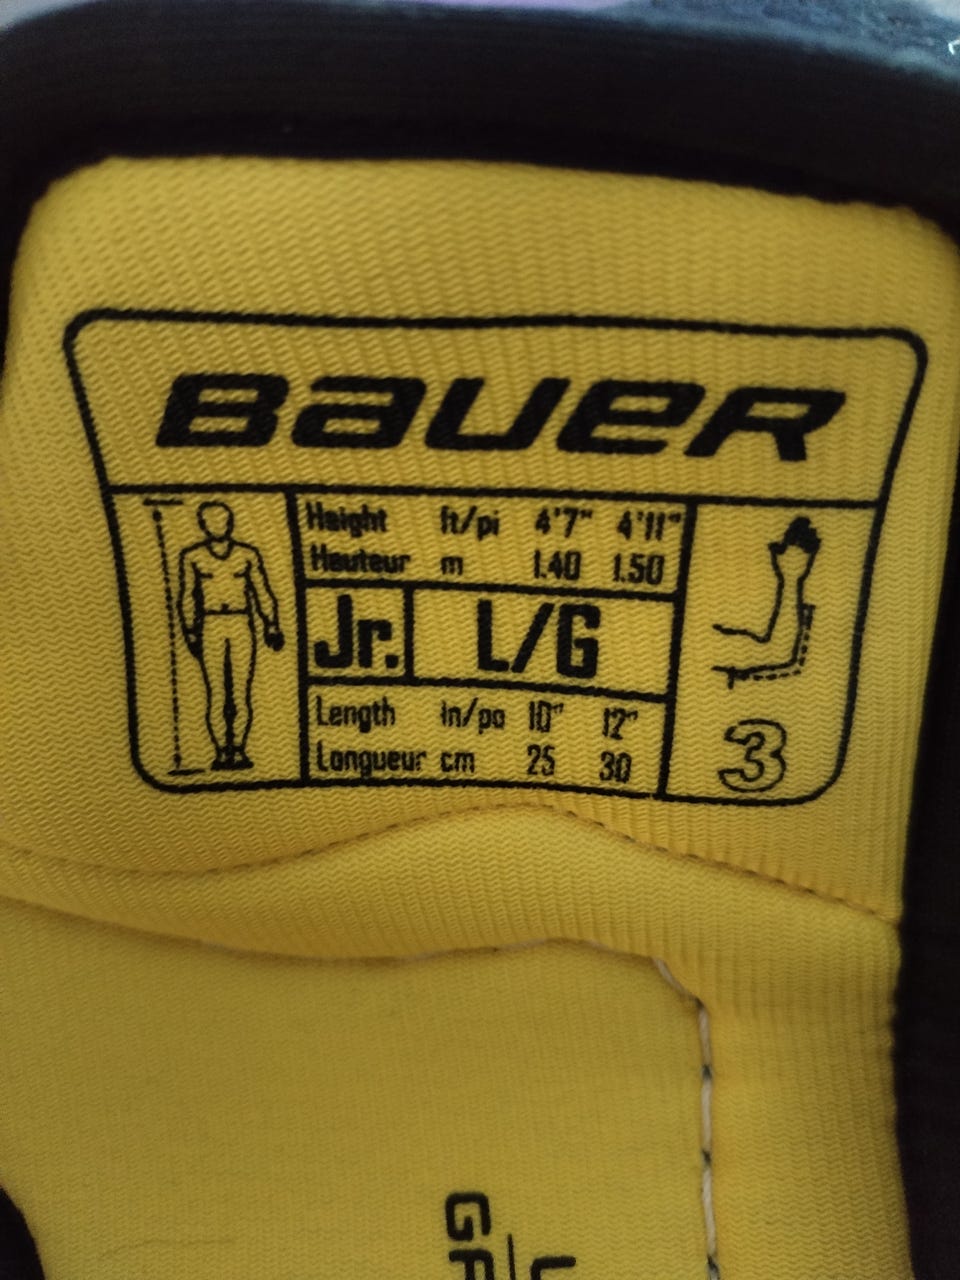 BAUER
Height ft/pi 4'7" 4'11"
Hauteur m 1.40 1.50
Jr. L/G
Length in/po 10" 12"
Longueur cm 25 30
3